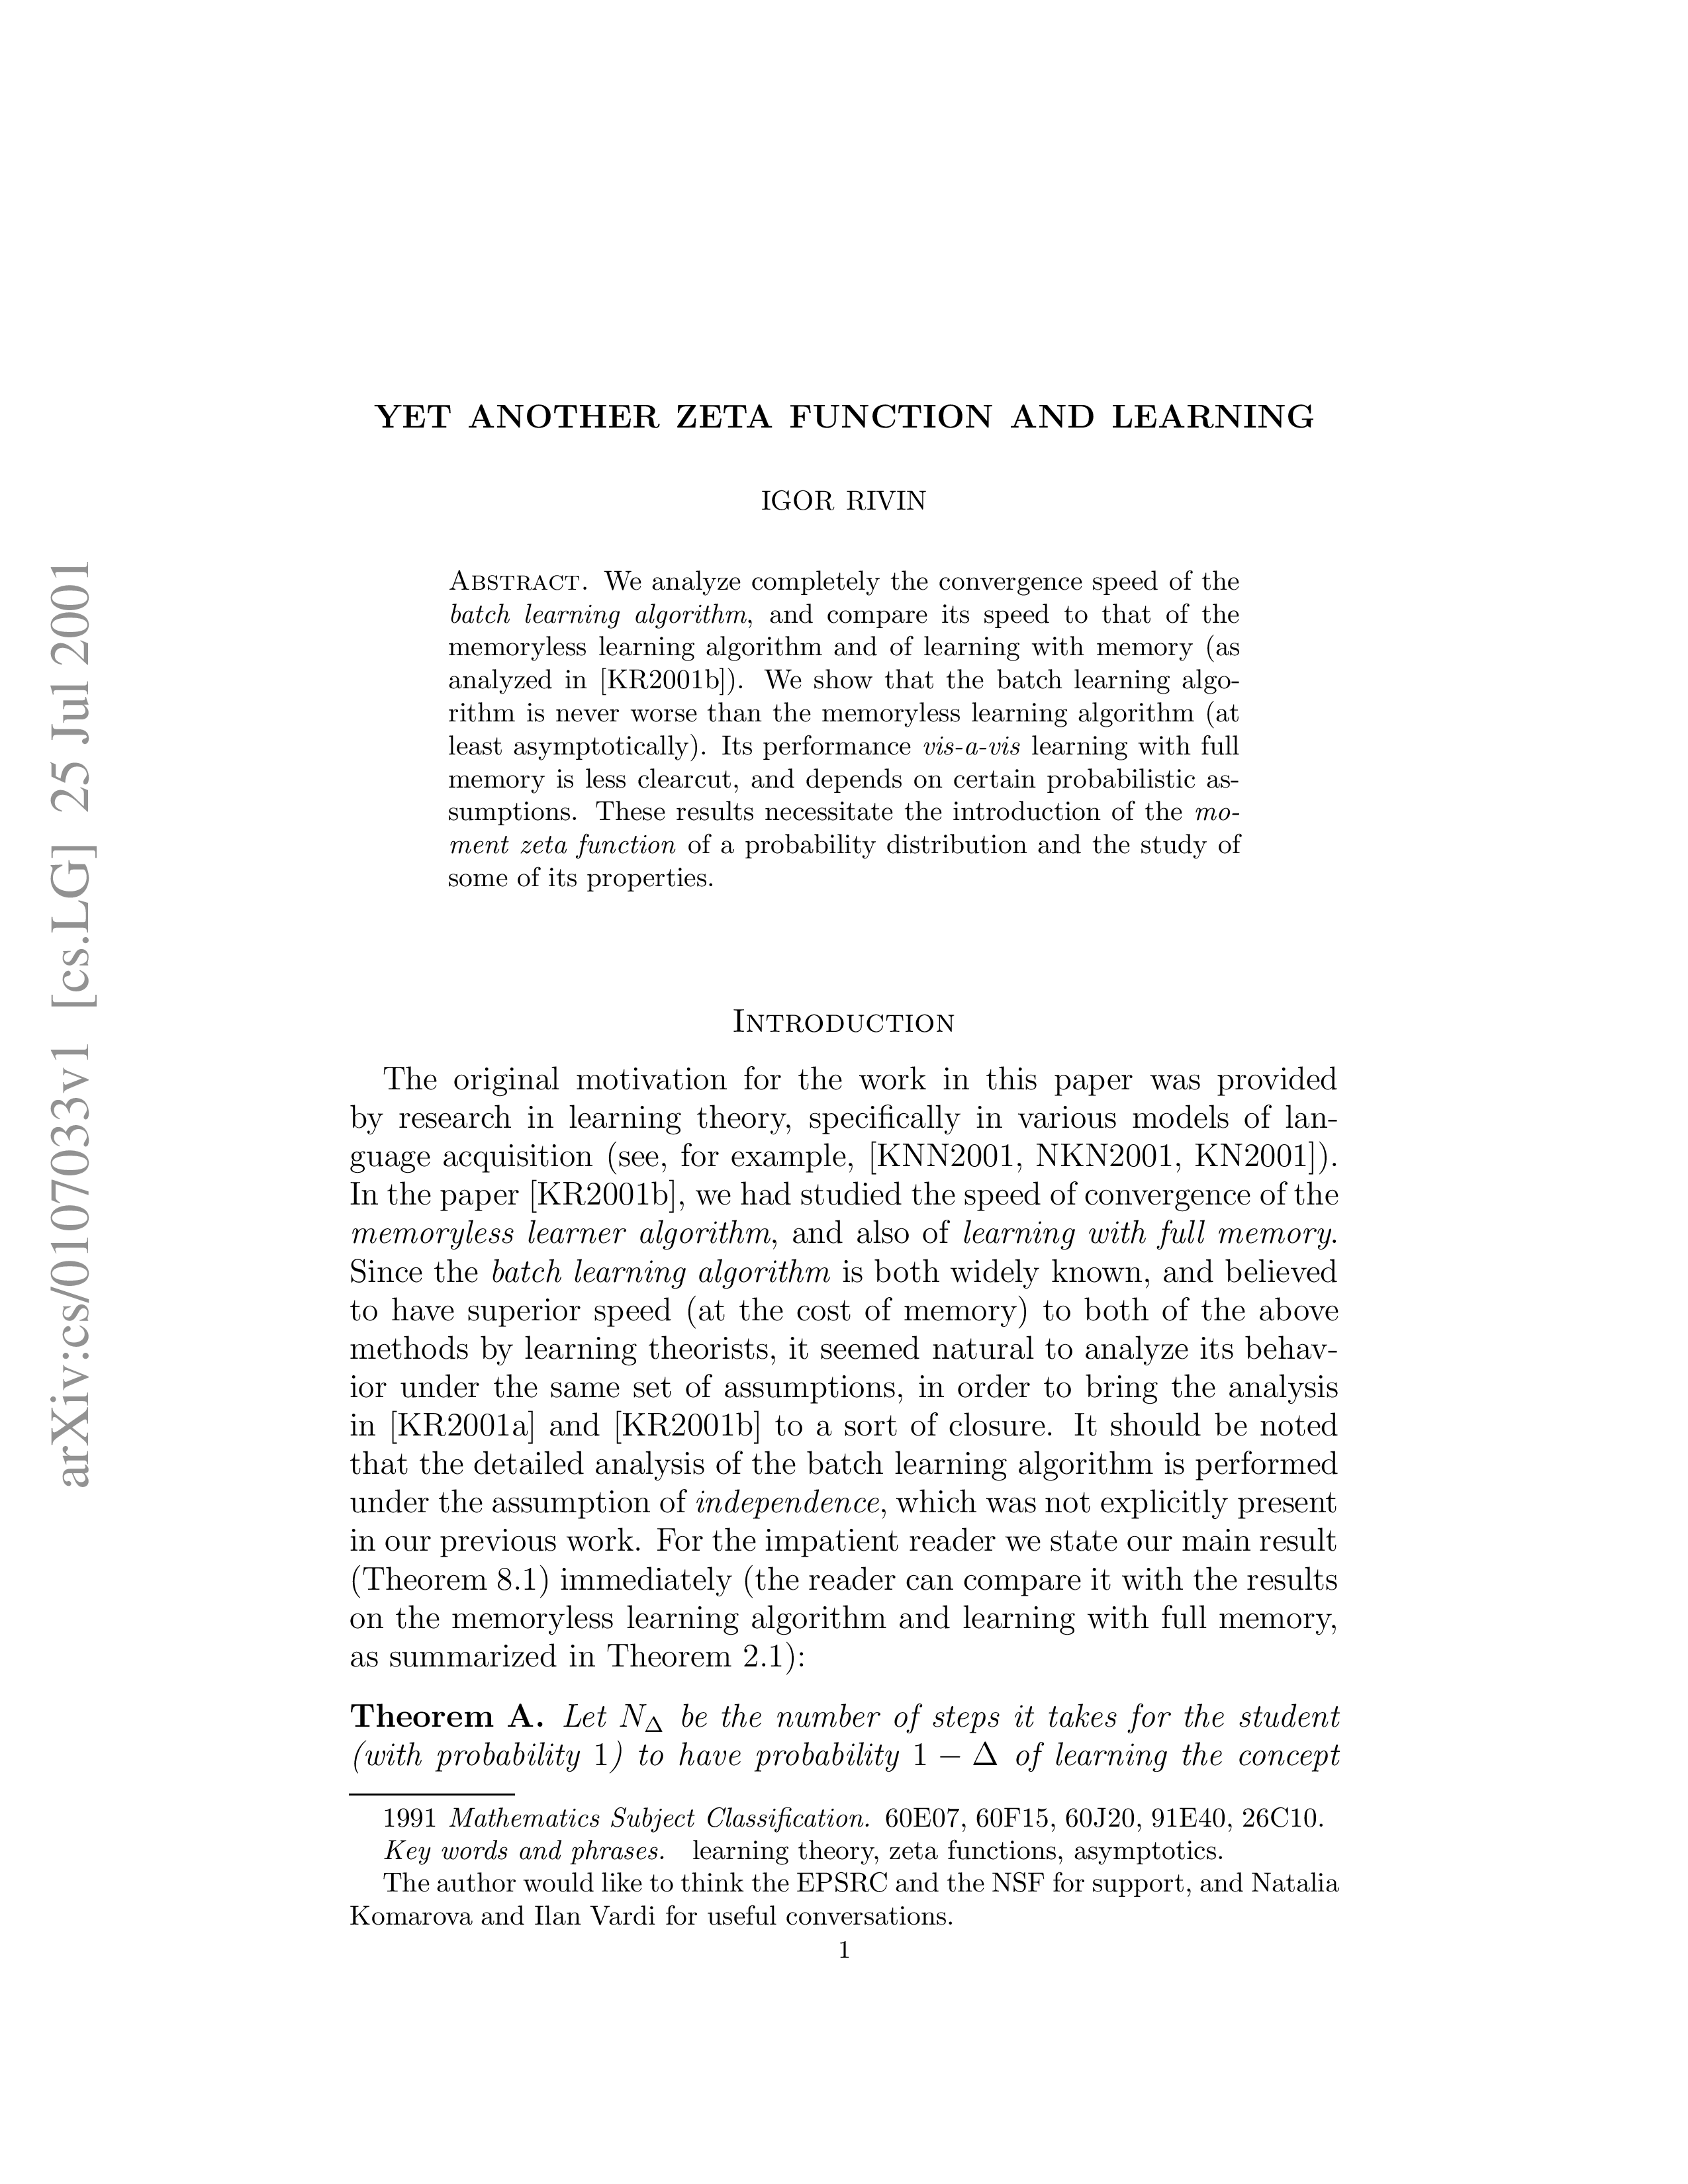 arXiv:cs/0107033v1 [cs.LG] 25 Jul 2001
YET ANOTHER ZETA FUNCTION AND LEARNING
IGOR RIVIN
ABSTRACT. We analyze completely the convergence speed of the
batch learning algorithm, and compare its speed to that of the
memoryless learning algorithm and of learning with memory (as
analyzed in [KR2001b]). We show that the batch learning algo-
rithm is never worse than the memoryless learning algorithm (at
least asymptotically). Its performance vis-a-vis learning with full
memory is less clearcut, and depends on certain probabilistic as-
sumptions. These results necessitate the introduction of the mo-
ment zeta function of a probability distribution and the study of
some of its properties.
INTRODUCTION
The original motivation for the work in this paper was provided
by research in learning theory, specifically in various models of lan-
guage acquisition (see, for example, [KNN2001, NKN2001, KN2001]).
In the paper [KR2001b], we had studied the speed of convergence of the
memoryless learner algorithm, and also of learning with full memory.
Since the batch learning algorithm is both widely known, and believed
to have superior speed (at the cost of memory) to both of the above
methods by learning theorists, it seemed natural to analyze its behav-
ior under the same set of assumptions, in order to bring the analysis
in [KR2001a] and [KR2001b] to a sort of closure. It should be noted
that the detailed analysis of the batch learning algorithm is performed
under the assumption of independence, which was not explicitly present
in our previous work. For the impatient reader we state our main result
(Theorem 8.1) immediately (the reader can compare it with the results
on the memoryless learning algorithm and learning with full memory,
as summarized in Theorem 2.1):
Theorem A. Let N_Δ be the number of steps it takes for the student
(with probability 1) to have probability 1 − Δ of learning the concept
1991 Mathematics Subject Classification. 60E07, 60F15, 60J20, 91E40, 26C10.
Key words and phrases. learning theory, zeta functions, asymptotics.
The author would like to think the EPSRC and the NSF for support, and Natalia
Komarova and Ilan Vardi for useful conversations.
1